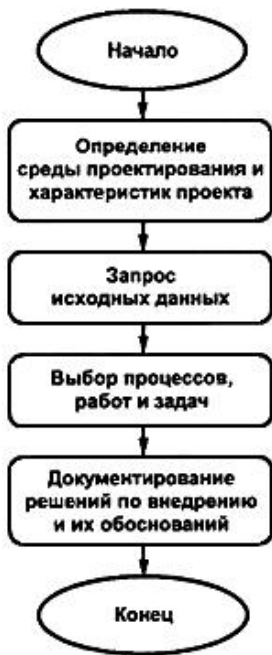 Начало
Определение
среды проектирования и
характеристик проекта
Запрос
исходных данных
Выбор процессов,
работ и задач
Документирование
решений по внедрению
и их обоснований
Конец